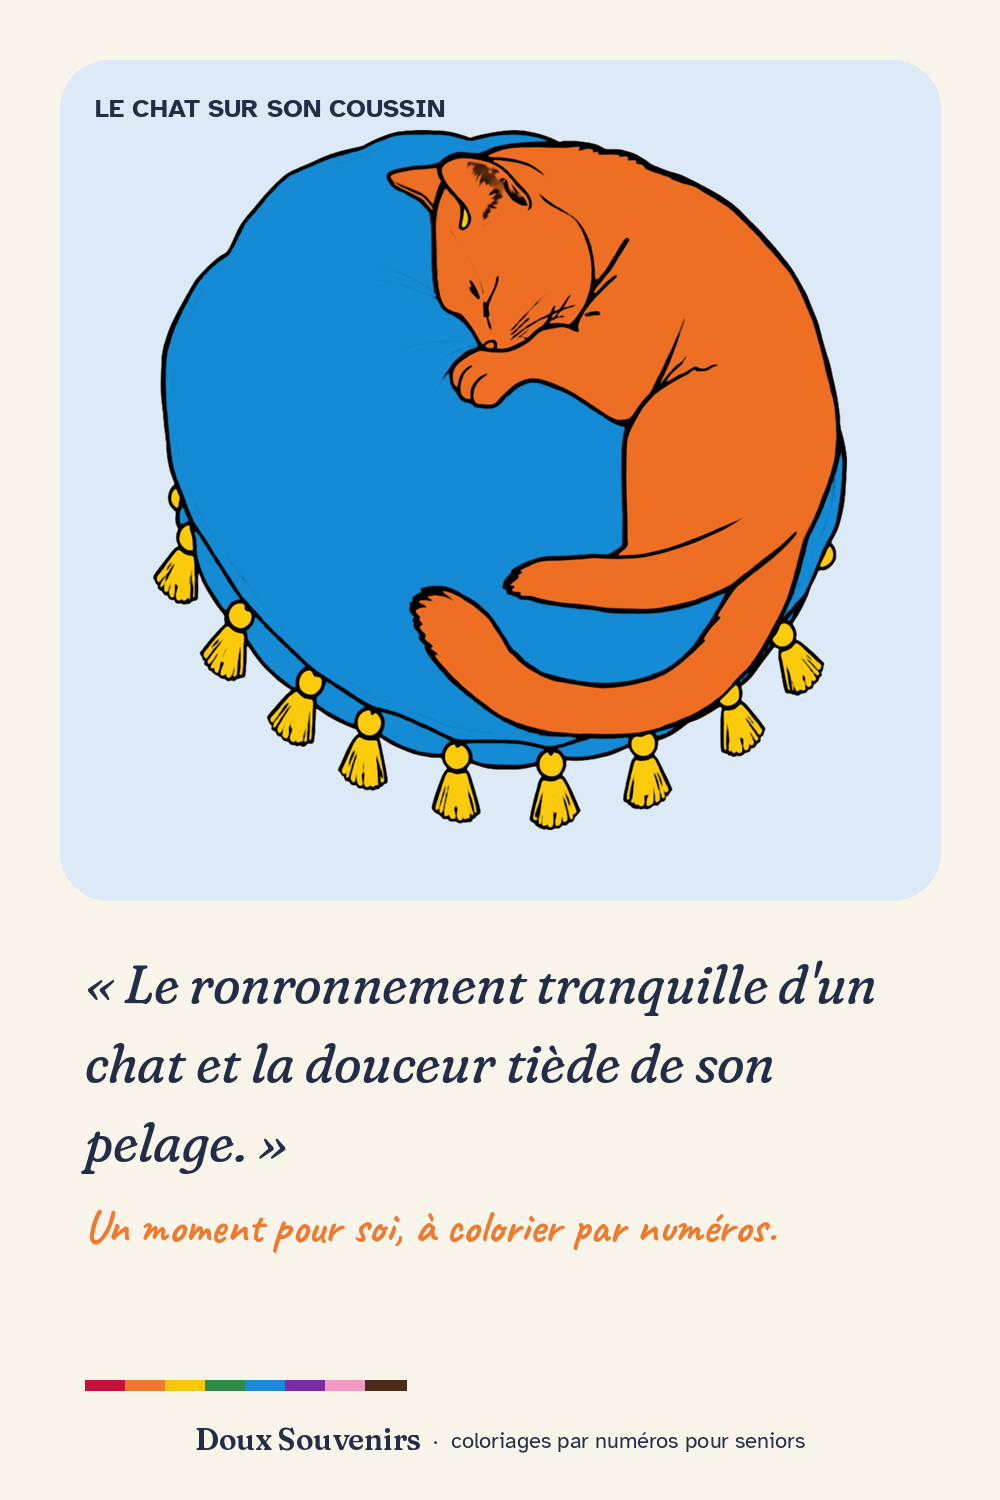 LE CHAT SUR SON COUSSIN
« Le ronronnement tranquille d'un
chat et la douceur tiède de son
pelage. »
Un moment pour soi, à colorier par numéros.
Doux Souvenirs · coloriages par numéros pour seniors